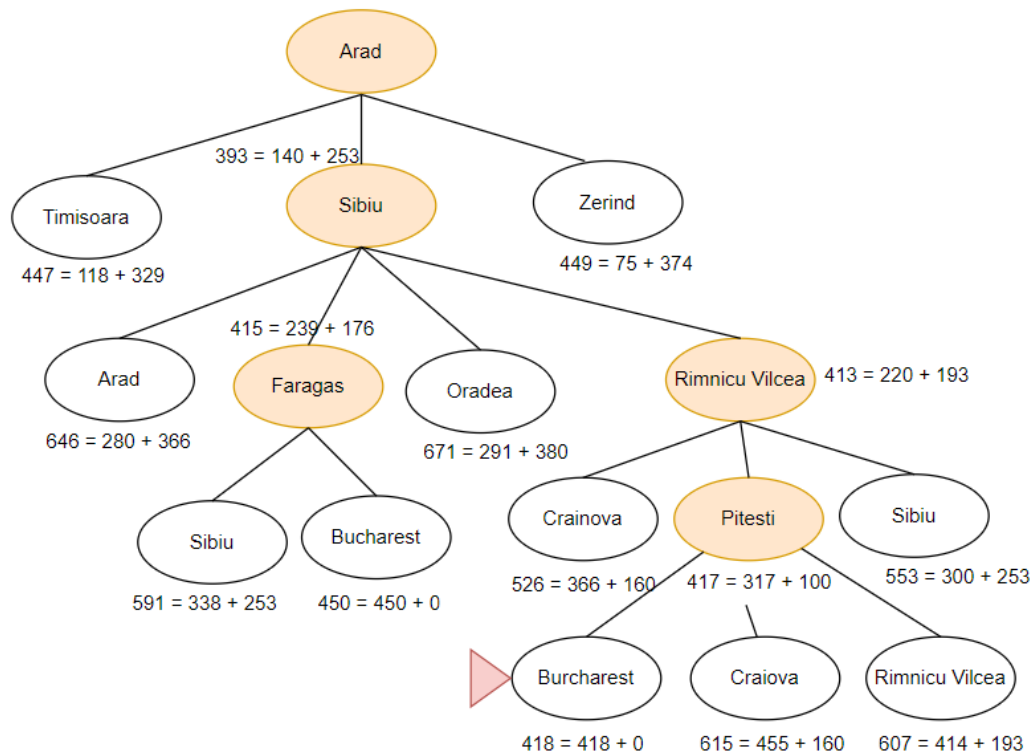 Arad
393 = 140 + 253
Timisoara
Sibiu
Zerind
447 = 118 + 329
449 = 75 + 374
415 = 239 + 176
Arad
Faragas
Oradea
Rimnicu Vilcea
413 = 220 + 193
646 = 280 + 366
671 = 291 + 380
Sibiu
Bucharest
Crainova
Pitesti
Sibiu
591 = 338 + 253
450 = 450 + 0
526 = 366 + 160
417 = 317 + 100
553 = 300 + 253
Burcharest
Craiova
Rimnicu Vilcea
418 = 418 + 0
615 = 455 + 160
607 = 414 + 193